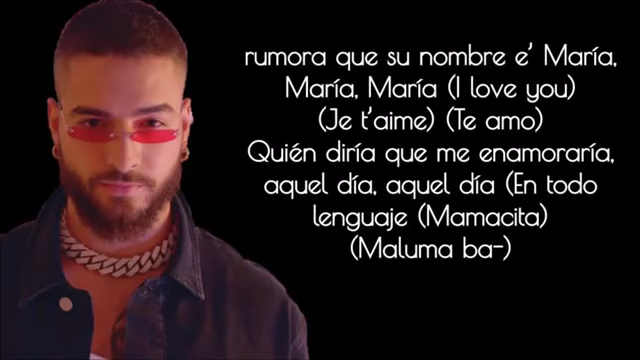 rumora que su nombre e’ María,
María, María (I love you)
(Je t’aime) (Te amo)
Quién diría que me enamoraría,
aquel día, aquel día (En todo
lenguaje (Mamacita)
(Maluma ba-)